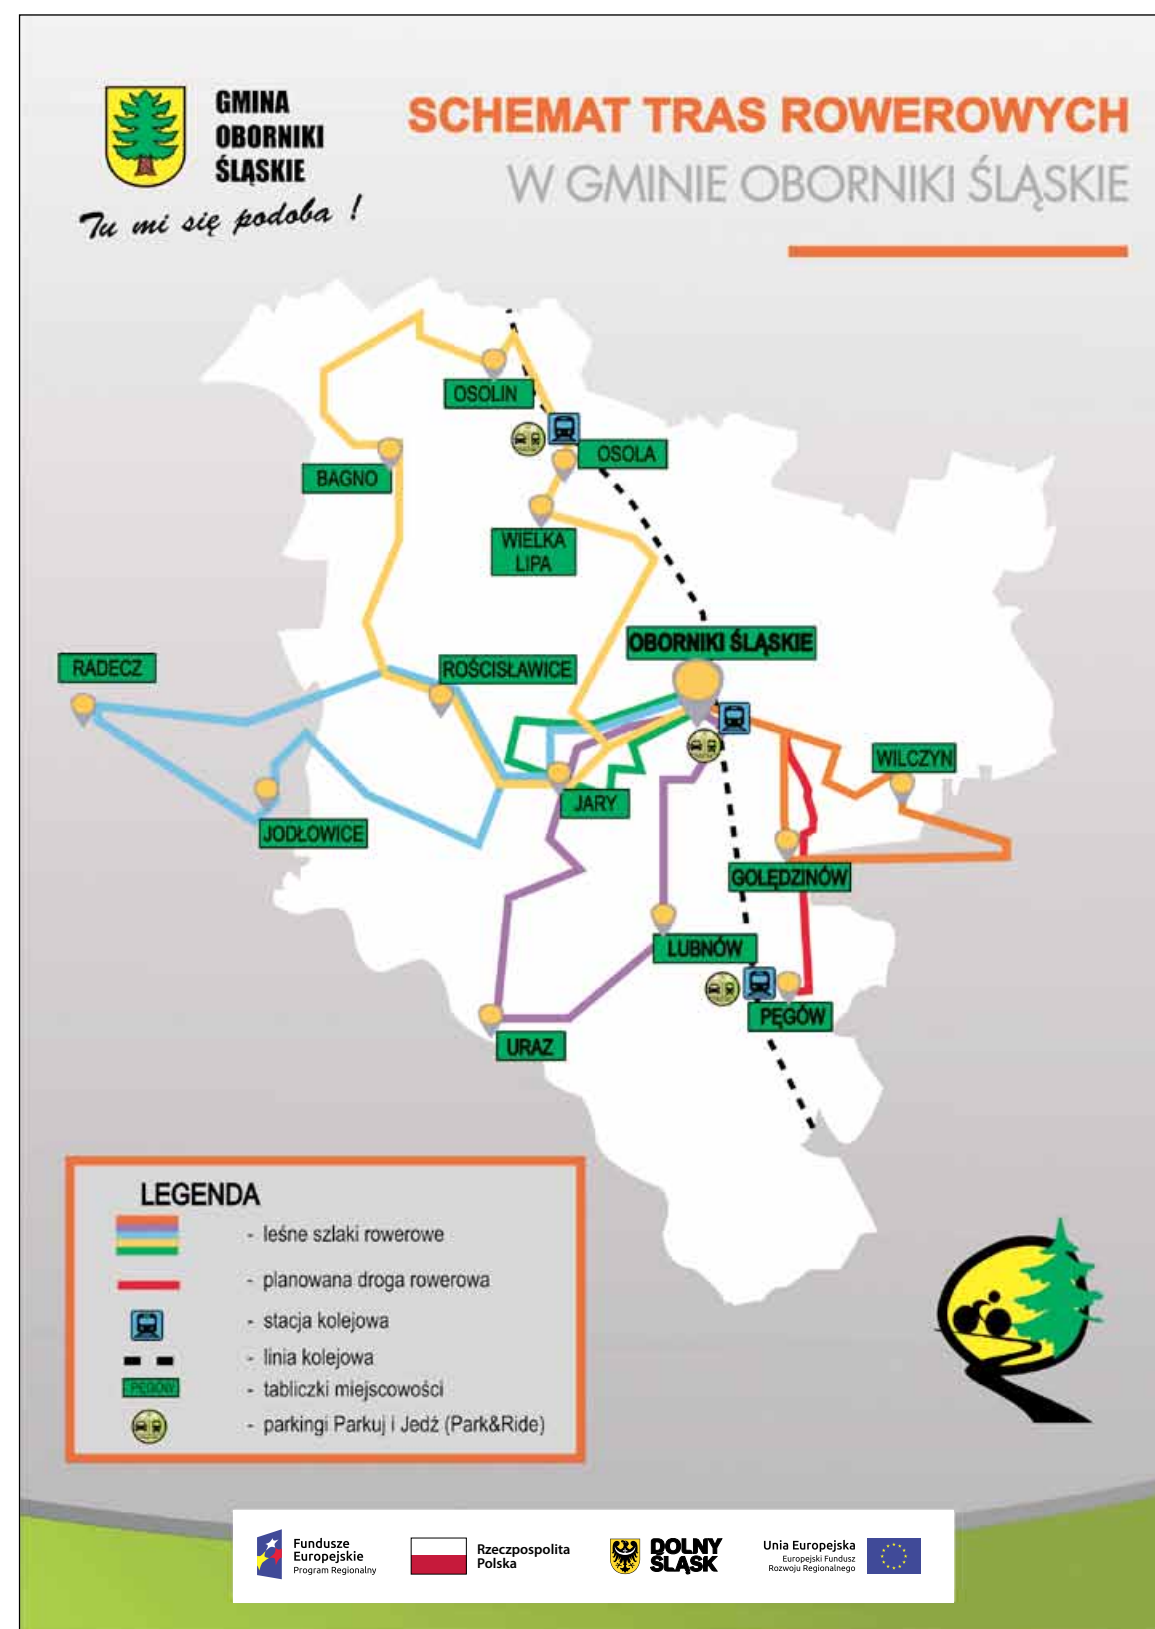 GMINA
OBORNIKI
ŚLĄSKIE
Tu mi się podoba !
SCHEMAT TRAS ROWEROWYCH
W GMINIE OBORNIKI ŚLĄSKIE
OSOLIN
OSOLA
BAGNO
WIELKA
LIPA
OBORNIKI ŚLĄSKIE
RADECZ
ROŚCISŁAWICE
WILCZYN
JARY
JODŁOWICE
GOLĘDZINÓW
LUBNÓW
PĘGÓW
URAZ
LEGENDA
- leśne szlaki rowerowe
- planowana droga rowerowa
- stacja kolejowa
- linia kolejowa
PĘGÓW
- tabliczki miejscowości
- parkingi Parkuj i Jedź (Park&Ride)
Fundusze
Europejskie
Program Regionalny
Rzeczpospolita
Polska
DOLNY
ŚLĄSK
Unia Europejska
Europejski Fundusz
Rozwoju Regionalnego